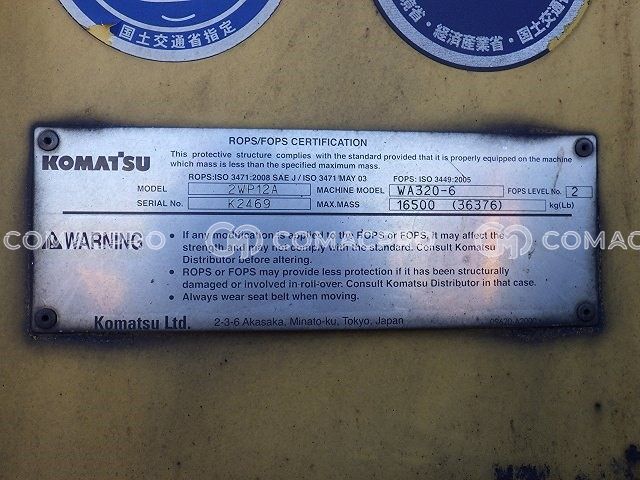 国土交通省指定
境省・経済産業省・国土
ROPS/FOPS CERTIFICATION
KOMATSU
This protective structure complies with the standard provided that it is properly equipped on the machine
which mass is less than the specified maximum mass.
ROPS:ISO 3471:2008 SAE J / ISO 3471 MAY 03 FOPS: ISO 3449:2005
MODEL 2WP12A MACHINE MODEL WA320-6 FOPS LEVEL No. 2
SERIAL No. K2469 MAX.MASS 16500 (36376) kg(Lb)
WARNING
• If any modification is applied to the ROPS or FOPS, it may affect the
strength and may not comply with the standard. Consult Komatsu
Distributor before altering.
• ROPS or FOPS may provide less protection if it has been structurally
damaged or involved in roll-over. Consult Komatsu Distributor in that case.
• Always wear seat belt when moving.
Komatsu Ltd. 2-3-6 Akasaka, Minato-ku, Tokyo, Japan
COMACO COMACO COMACO